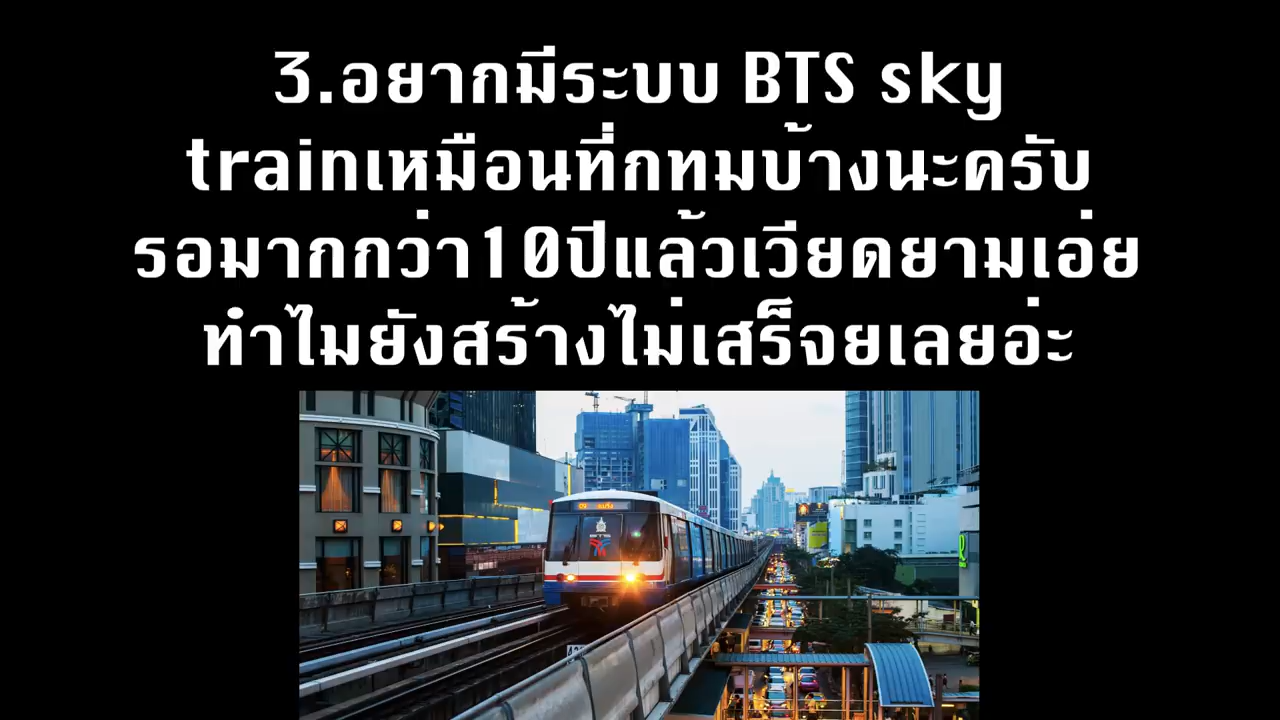 3.อยากมีระบบ BTS sky
trainเหมือนที่กทมบ้างนะครับ
รอมากกว่า10ปีแล้วเวียดยามเอ่ย
ทำไมยังสร้างไม่เสร็จยเลยอ่ะ